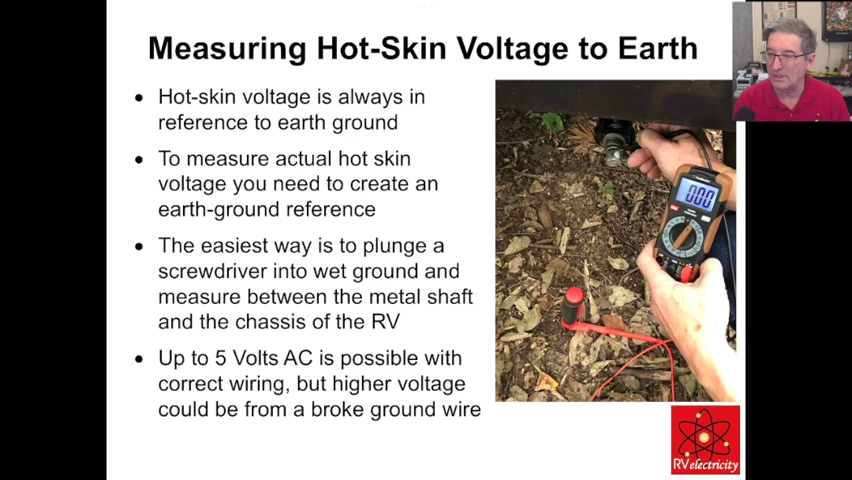 Measuring Hot-Skin Voltage to Earth
• Hot-skin voltage is always in
reference to earth ground
• To measure actual hot skin
voltage you need to create an
earth-ground reference
• The easiest way is to plunge a
screwdriver into wet ground and
measure between the metal shaft
and the chassis of the RV
• Up to 5 Volts AC is possible with
correct wiring, but higher voltage
could be from a broke ground wire
000
RVelectricity